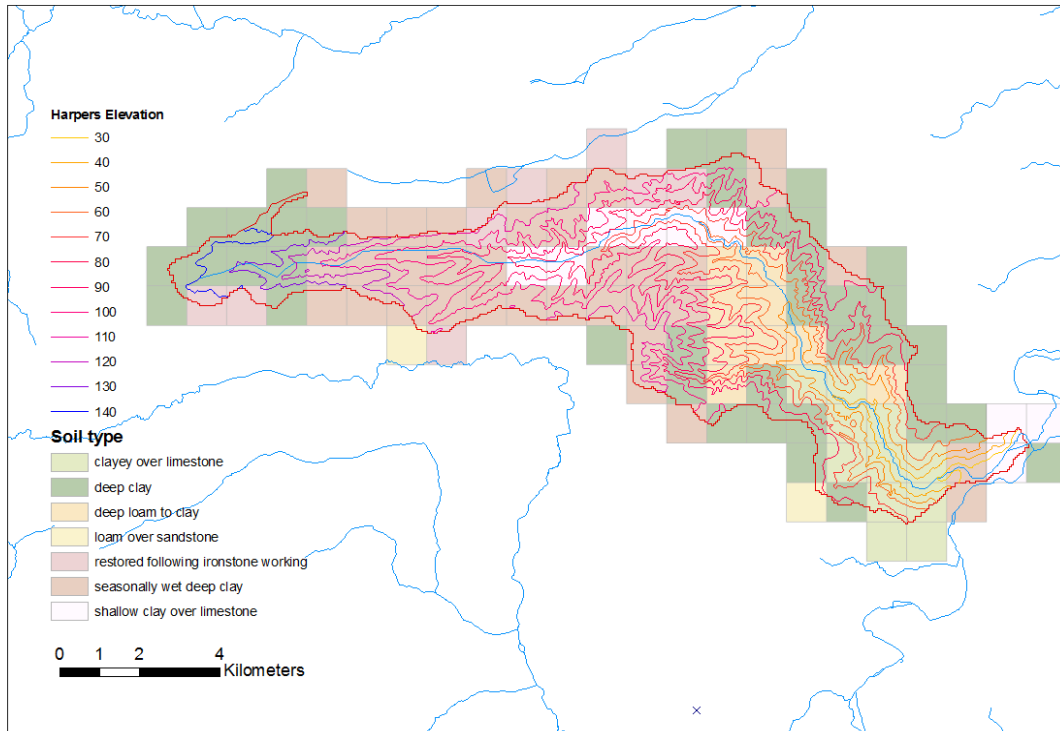 Harpers Elevation
30
40
50
60
70
80
90
100
110
120
130
140
Soil type
clayey over limestone
deep clay
deep loam to clay
loam over sandstone
restored following ironstone working
seasonally wet deep clay
shallow clay over limestone
0 1 2 4
Kilometers